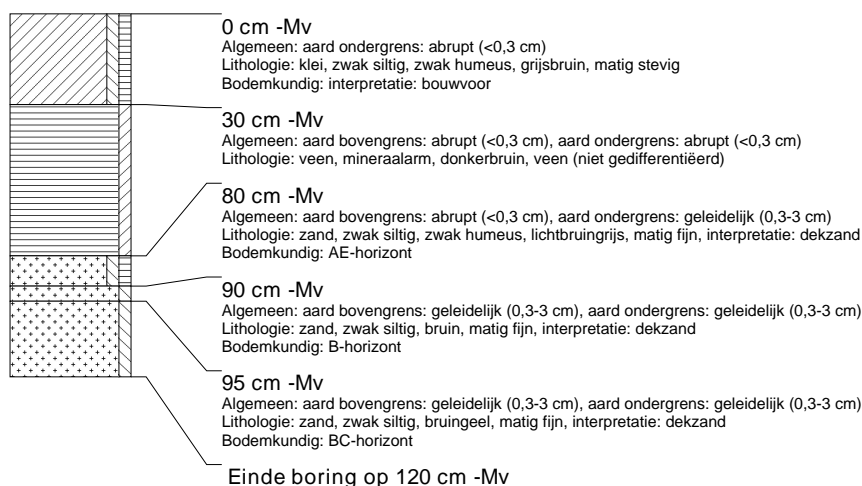 0 cm -Mv
Algemeen: aard ondergrens: abrupt (<0,3 cm)
Lithologie: klei, zwak siltig, zwak humeus, grijsbruin, matig stevig
Bodemkundig: interpretatie: bouwvoor
30 cm -Mv
Algemeen: aard bovengrens: abrupt (<0,3 cm), aard ondergrens: abrupt (<0,3 cm)
Lithologie: veen, mineraalarm, donkerbruin, veen (niet gedifferentiëerd)
80 cm -Mv
Algemeen: aard bovengrens: abrupt (<0,3 cm), aard ondergrens: geleidelijk (0,3-3 cm)
Lithologie: zand, zwak siltig, zwak humeus, lichtbruingrijs, matig fijn, interpretatie: dekzand
Bodemkundig: AE-horizont
90 cm -Mv
Algemeen: aard bovengrens: geleidelijk (0,3-3 cm), aard ondergrens: geleidelijk (0,3-3 cm)
Lithologie: zand, zwak siltig, bruin, matig fijn, interpretatie: dekzand
Bodemkundig: B-horizont
95 cm -Mv
Algemeen: aard bovengrens: geleidelijk (0,3-3 cm), aard ondergrens: geleidelijk (0,3-3 cm)
Lithologie: zand, zwak siltig, bruingeel, matig fijn, interpretatie: dekzand
Bodemkundig: BC-horizont
Einde boring op 120 cm -Mv